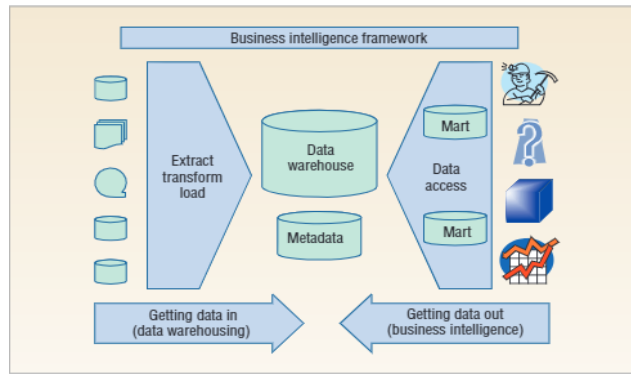 Business intelligence framework
Extract
transform
load
Data
warehouse
Metadata
Mart
Data
access
Mart
?
Getting data in
(data warehousing)
Getting data out
(business intelligence)